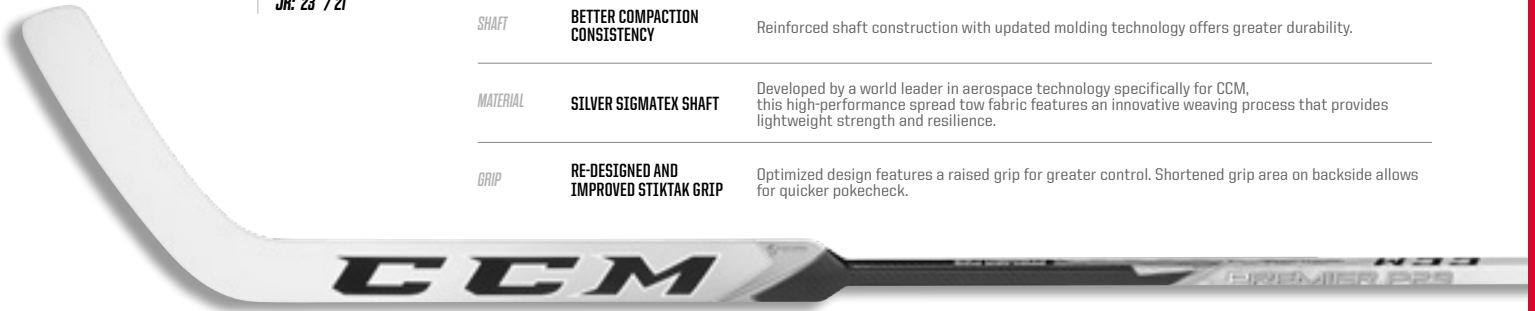 JR: 23" / 21"
SHAFT
BETTER COMPACTION
CONSISTENCY
Reinforced shaft construction with updated molding technology offers greater durability.
MATERIAL
SILVER SIGMATEX SHAFT
Developed by a world leader in aerospace technology specifically for CCM,
this high-performance spread tow fabric features an innovative weaving process that provides
lightweight strength and resilience.
GRIP
RE-DESIGNED AND
IMPROVED STIKTAK GRIP
Optimized design features a raised grip for greater control. Shortened grip area on backside allows
for quicker pokecheck.
CCM
CCM
PREMIER P2.9